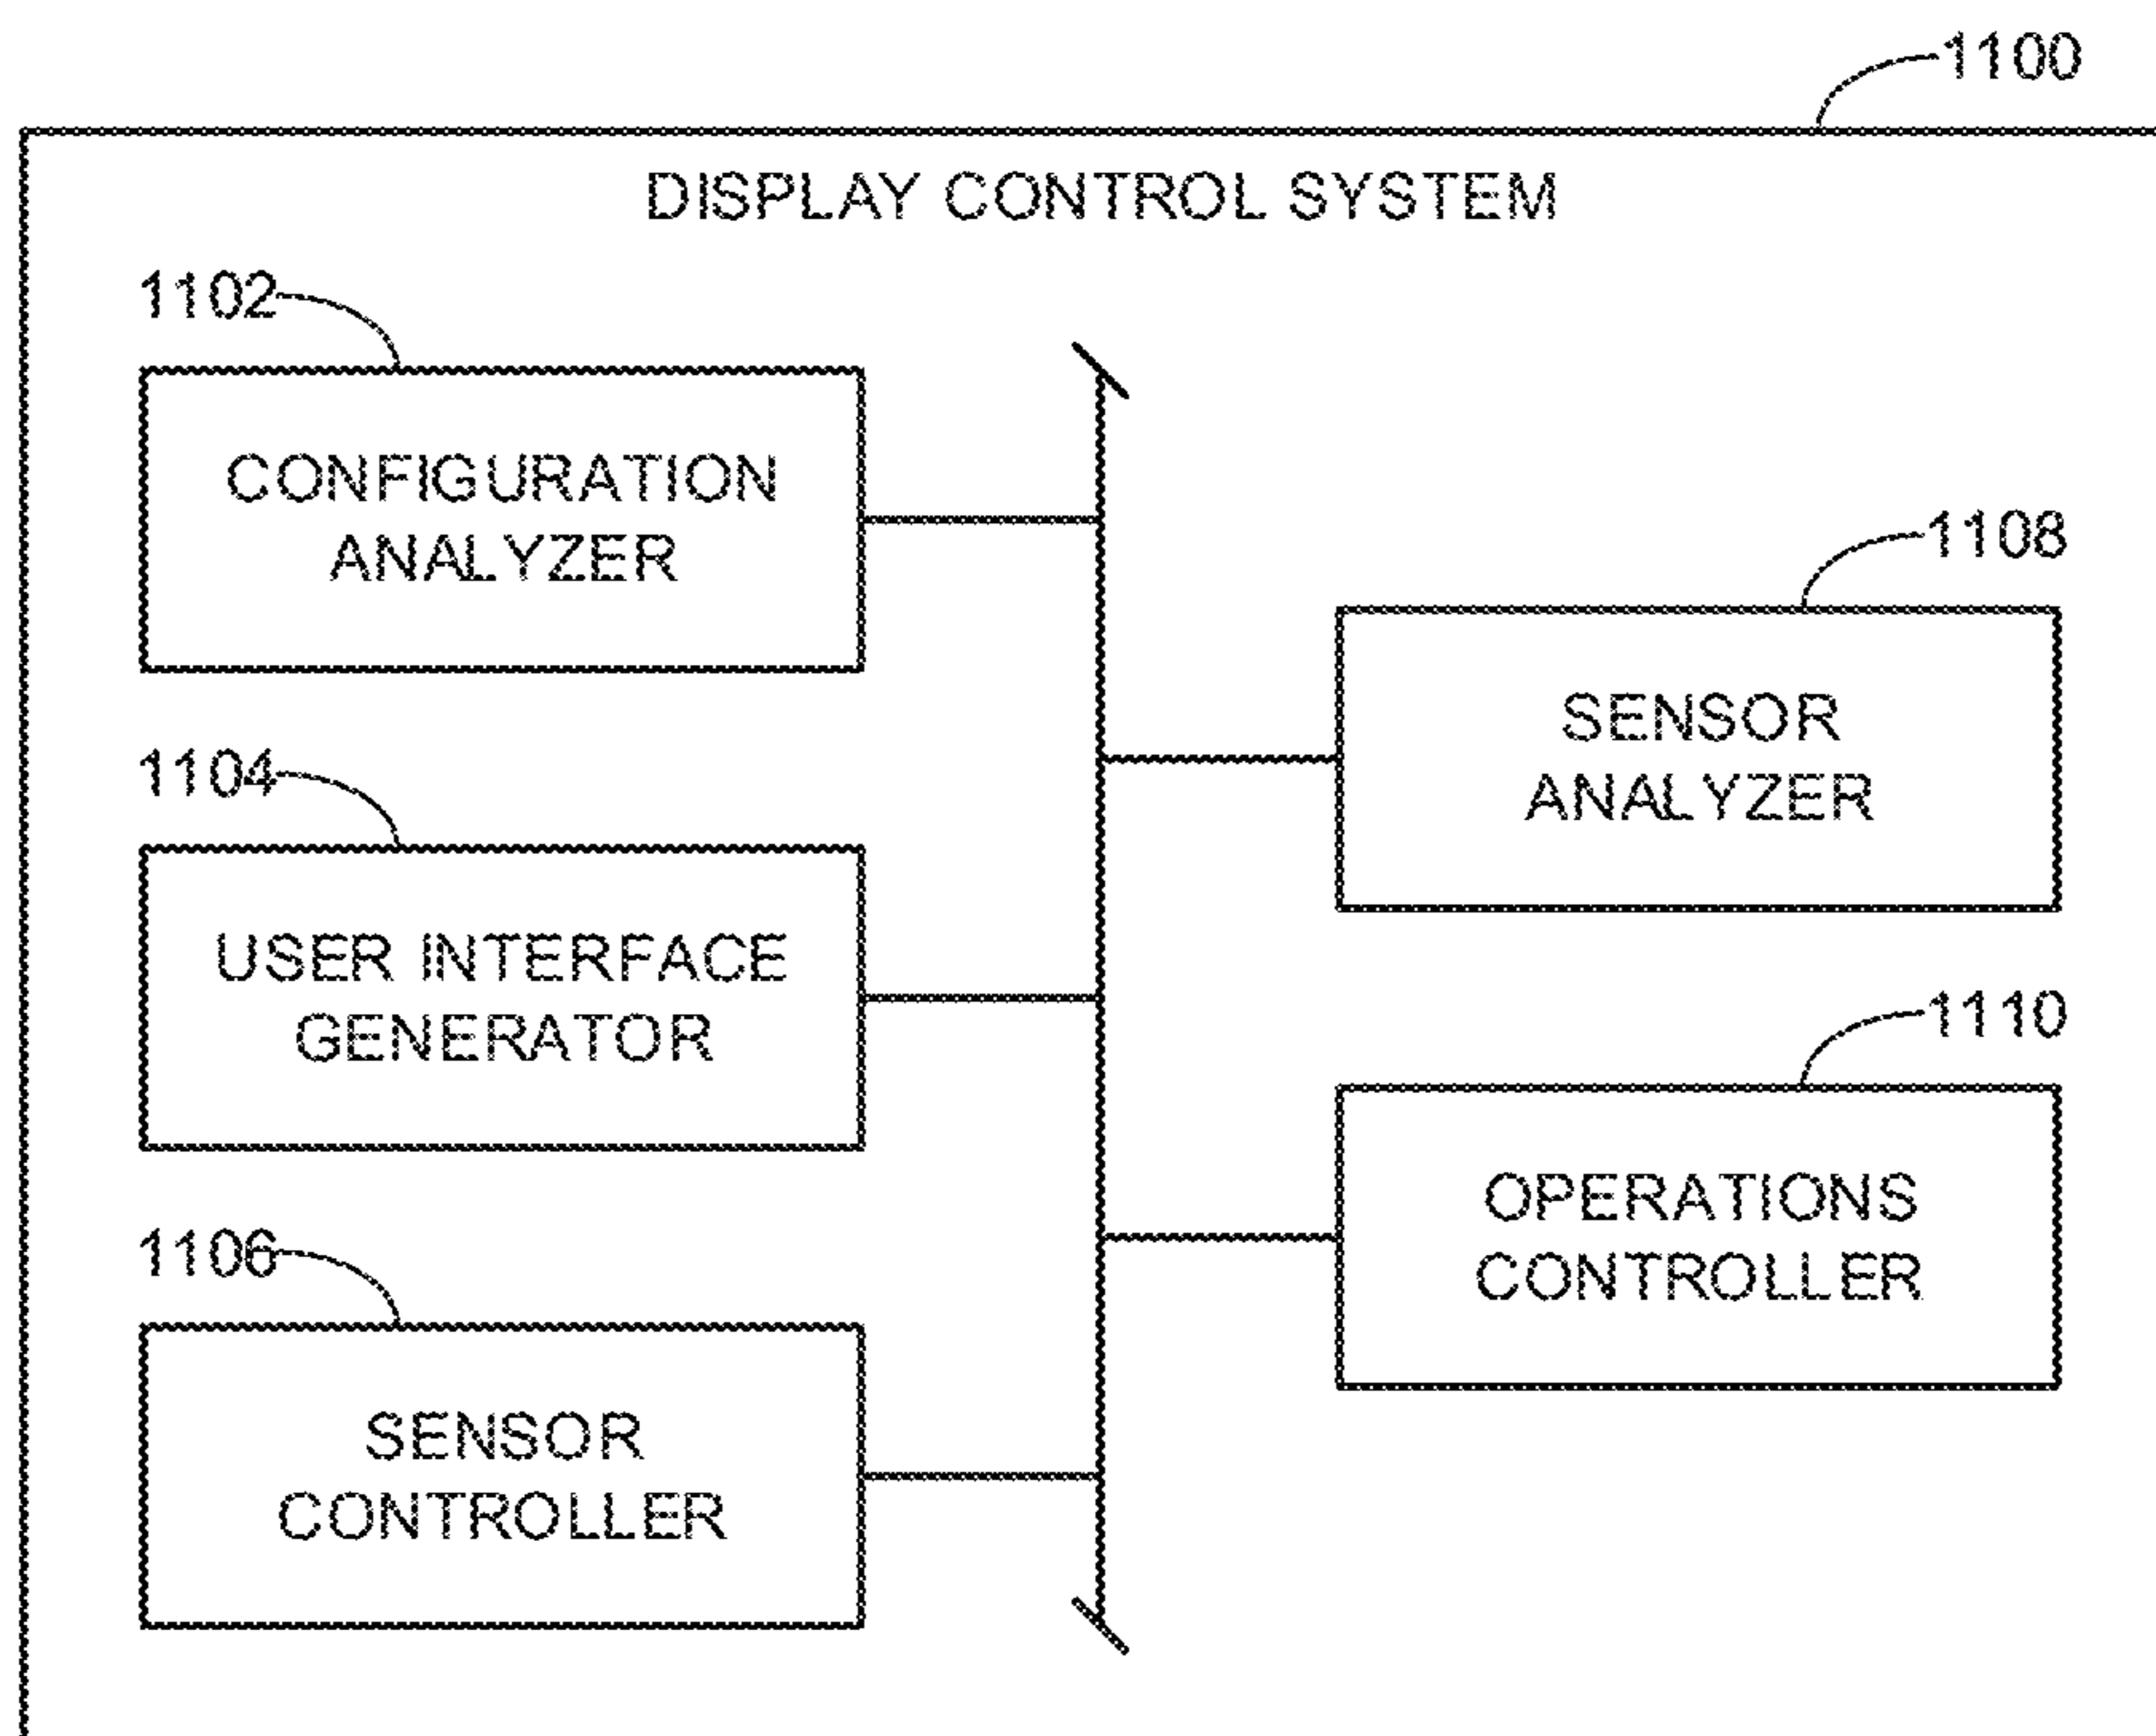 1100
DISPLAY CONTROL SYSTEM
1102
CONFIGURATION
ANALYZER
1104
USER INTERFACE
GENERATOR
1106
SENSOR
CONTROLLER
1108
SENSOR
ANALYZER
1110
OPERATIONS
CONTROLLER